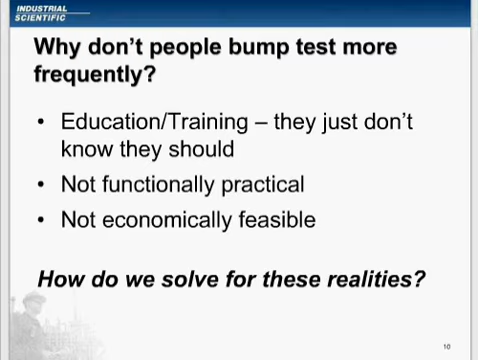 INDUSTRIAL
SCIENTIFIC
Why don't people bump test more
frequently?
• Education/Training – they just don't
know they should
• Not functionally practical
• Not economically feasible
How do we solve for these realities?
10